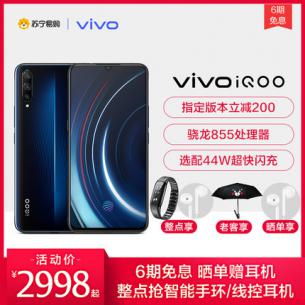 苏宁易购 vivo
6期
免息
vivo iQOO
指定版本立减200
骁龙855处理器
选配44W超快闪充
iQOO
整点享
老客享
晒单享
活动价
¥2998起
6期免息 晒单赠耳机
整点抢智能手环/线控耳机